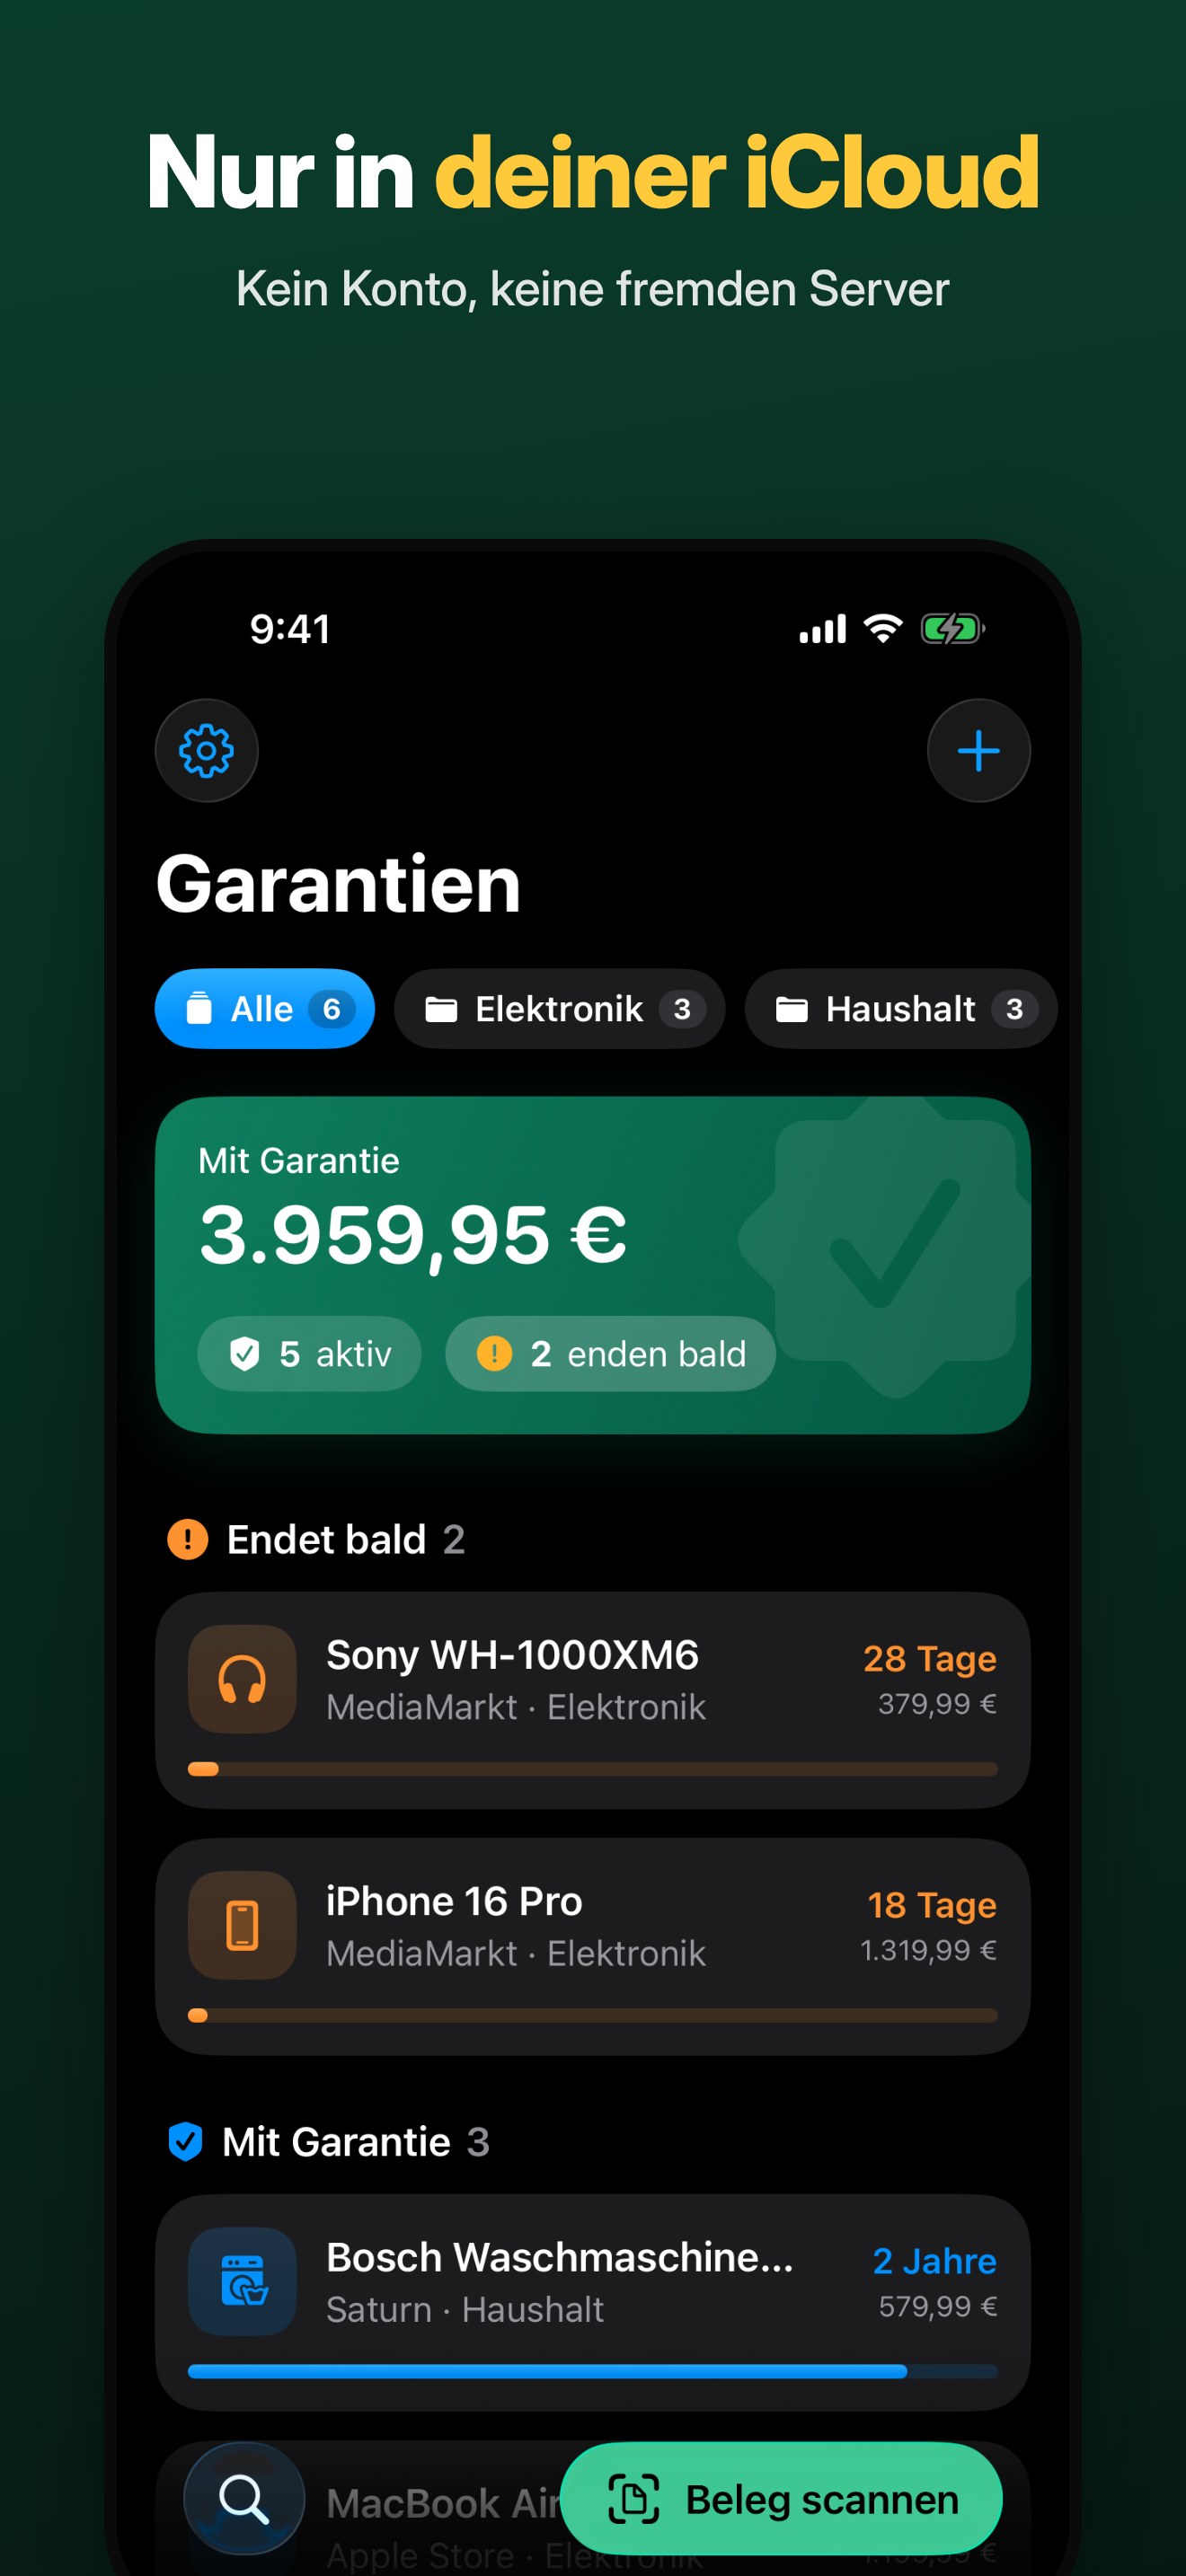 Nur in deiner iCloud
Kein Konto, keine fremden Server
9:41
Garantien
Alle 6 Elektronik 3 Haushalt 3
Mit Garantie
3.959,95 €
5 aktiv 2 enden bald
Endet bald 2
Sony WH-1000XM6
28 Tage
MediaMarkt · Elektronik
379,99 €
iPhone 16 Pro
18 Tage
MediaMarkt · Elektronik
1.319,99 €
Mit Garantie 3
Bosch Waschmaschine...
2 Jahre
Saturn · Haushalt
579,99 €
MacBook Air
Beleg scannen
Apple Store · Elektronik